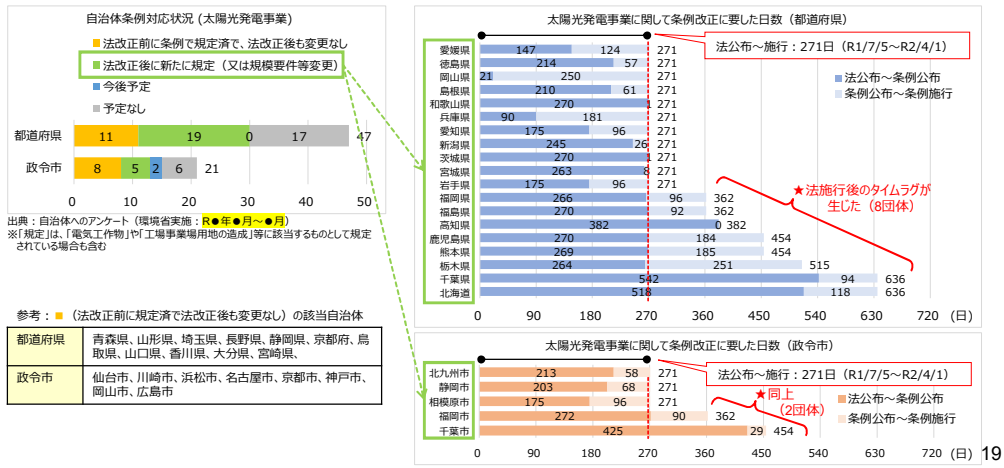 自治体条例対応状況 (太陽光発電事業)
法改正前に条例で規定済で、法改正後も変更なし
法改正後に新たに規定（又は規模要件等変更）
今後予定
予定なし
都道府県 11 19 0 17 47
政令市 8 5 2 6 21
0 10 20 30 40 50
出典：自治体へのアンケート（環境省実施：R●年●月～●月）
※「規定」は、「電気工作物」や「工場事業場用地の造成」等に該当するものとして規定
されている場合も含む
参考：■（法改正前に規定済で法改正後も変更なし）の該当自治体
都道府県
青森県、山形県、埼玉県、長野県、静岡県、京都府、鳥
取県、山口県、香川県、大分県、宮崎県、
政令市
仙台市、川崎市、浜松市、名古屋市、京都市、神戸市、
岡山市、広島市
太陽光発電事業に関して条例改正に要した日数（都道府県）
法公布～施行：271日（R1/7/5～R2/4/1）
法公布～条例公布
条例公布～条例施行
愛媛県 147 124 271
徳島県 214 57 271
岡山県 21 250 271
島根県 210 61 271
和歌山県 270 1 271
兵庫県 90 181 271
愛知県 175 96 271
新潟県 245 26 271
茨城県 270 1 271
宮城県 263 8 271
岩手県 175 96 271
福岡県 266 96 362
福島県 270 92 362
高知県 382 0 382
鹿児島県 270 184 454
熊本県 269 185 454
栃木県 264 251 515
千葉県 542 94 636
北海道 518 118 636
★法施行後のタイムラグが
生じた（8団体）
0 90 180 270 360 450 540 630 720 (日)
太陽光発電事業に関して条例改正に要した日数（政令市）
法公布～施行：271日（R1/7/5～R2/4/1）
北九州市 213 58 271
静岡市 203 68 271
相模原市 175 96 271
福岡市 272 90 362
千葉市 425 29 454
★同上
（2団体）
法公布～条例公布
条例公布～条例施行
0 90 180 270 360 450 540 630 720 (日)
19